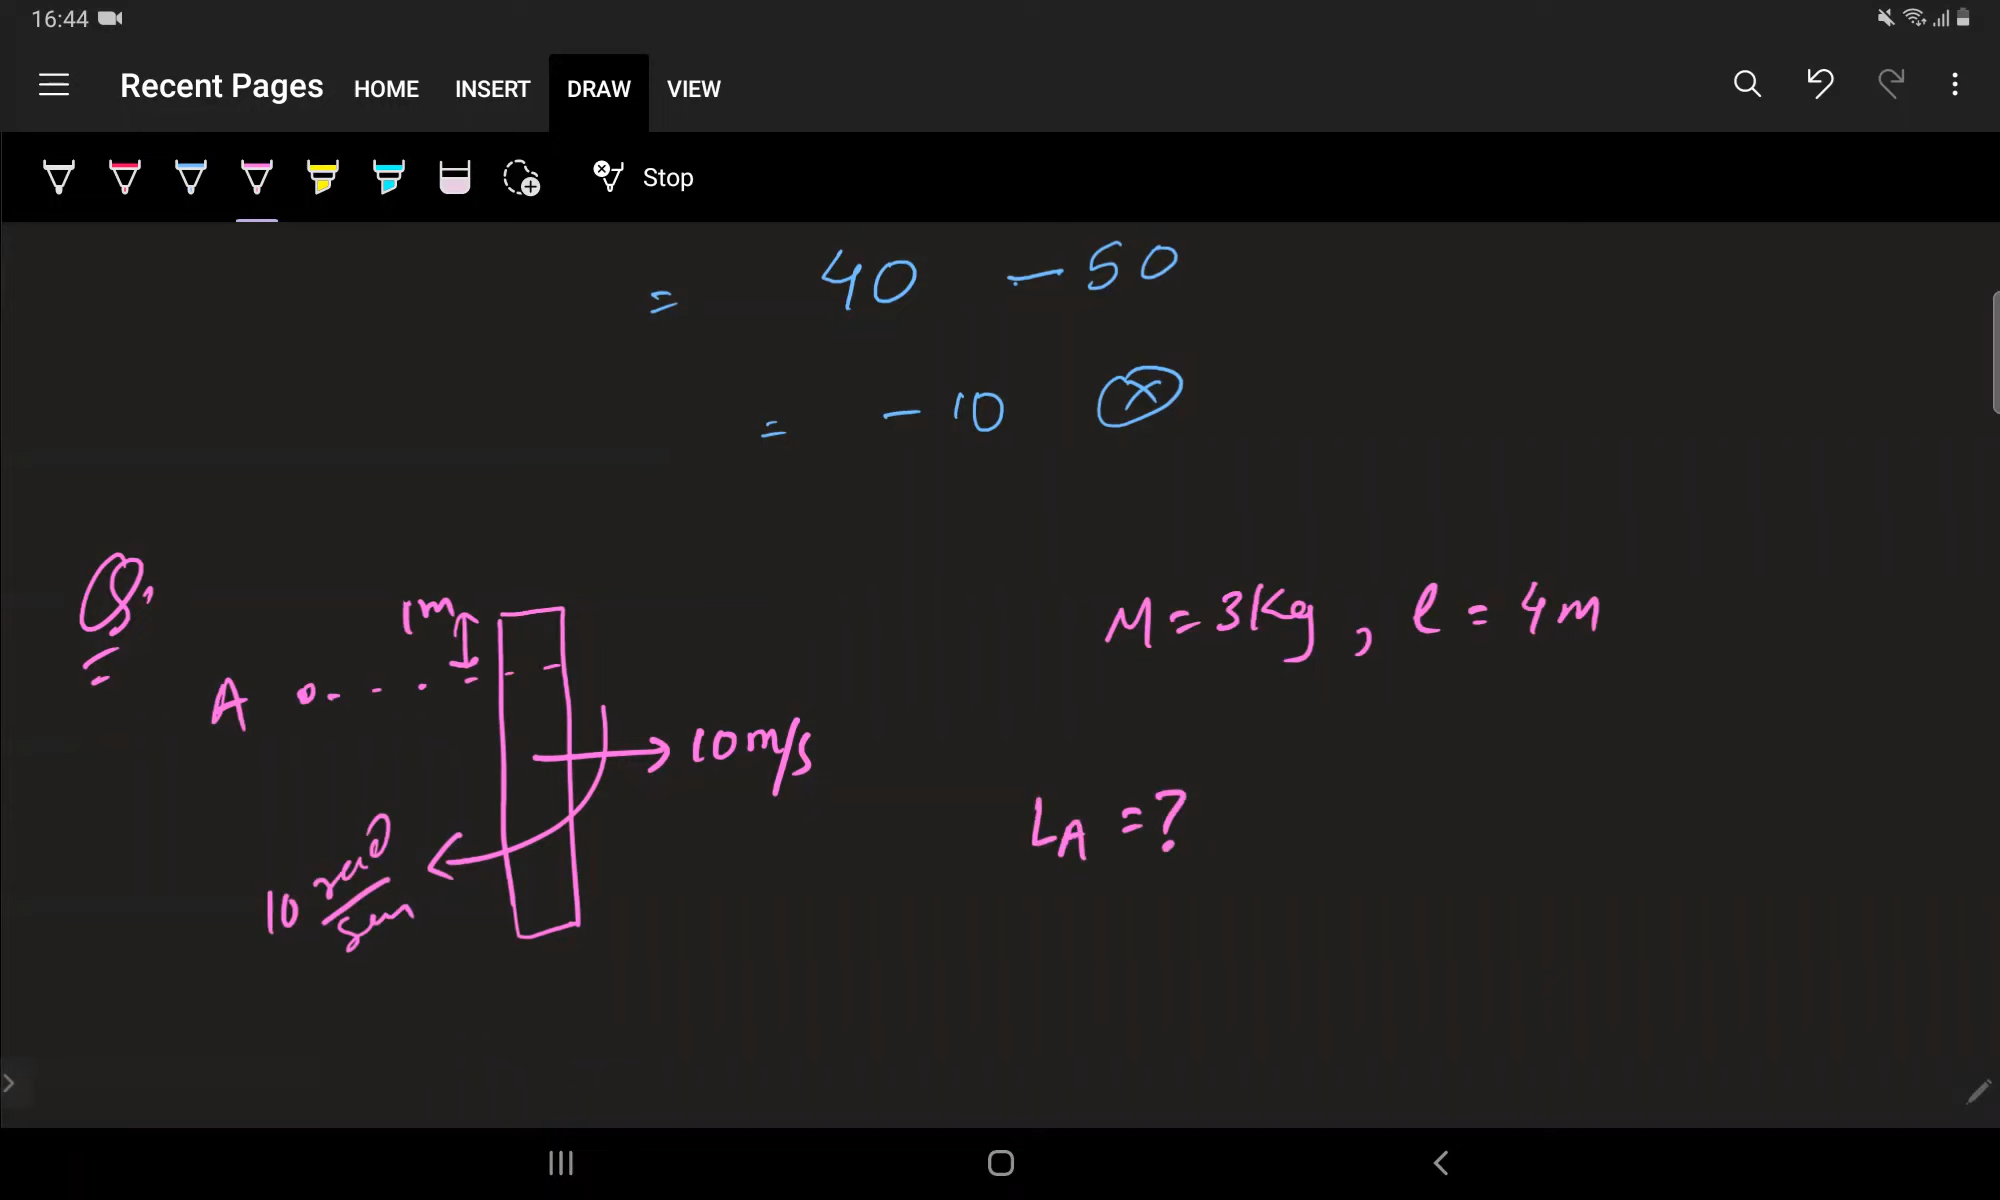 16:44
Recent Pages HOME INSERT DRAW VIEW
Stop
= 40 - 50
= - 10 ⊗
Q.
1m
M = 3Kg, l = 4m
A
10m/s
LA = ?
10 rad/sec